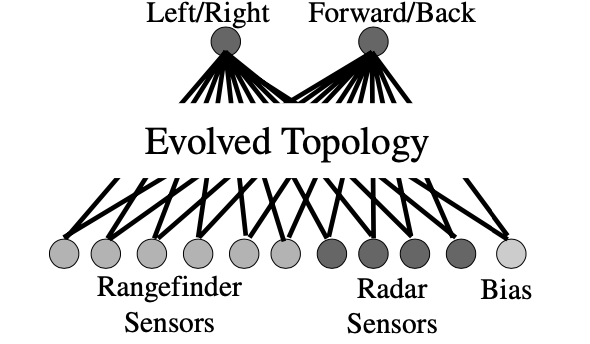 Left/Right Forward/Back
Evolved Topology
Rangefinder Sensors
Radar Sensors
Bias